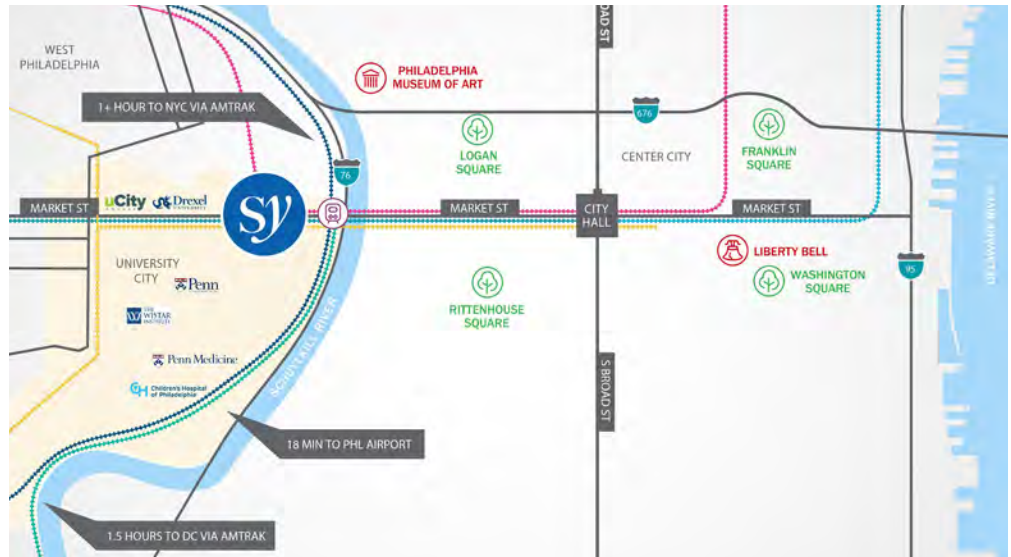 WEST
PHILADELPHIA
PHILADELPHIA
MUSEUM OF ART
OAD ST
1+ HOUR TO NYC VIA AMTRAK
676
LOGAN
SQUARE
CENTER CITY
FRANKLIN
SQUARE
76
uCity
Drexel
UNIVERSITY
MARKET ST
sy
MARKET ST
CITY
HALL
MARKET ST
UNIVERSITY
CITY
Penn
LIBERTY BELL
WASHINGTON
SQUARE
95
DELAWARE RIVER
THE
WISTAR
INSTITUTE
RITTENHOUSE
SQUARE
SCHUYLKILL RIVER
Penn Medicine
Children's Hospital
of Philadelphia
S BROAD ST
18 MIN TO PHL AIRPORT
1.5 HOURS TO DC VIA AMTRAK